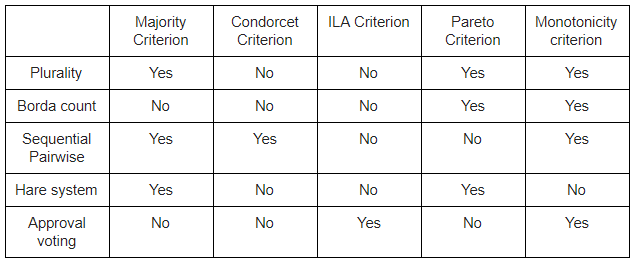 Majority Criterion Condorcet Criterion ILA Criterion Pareto Criterion Monotonicity criterion
Plurality Yes No No Yes Yes
Borda count No No No Yes Yes
Sequential Pairwise Yes Yes No No Yes
Hare system Yes No No Yes No
Approval voting No No Yes No Yes